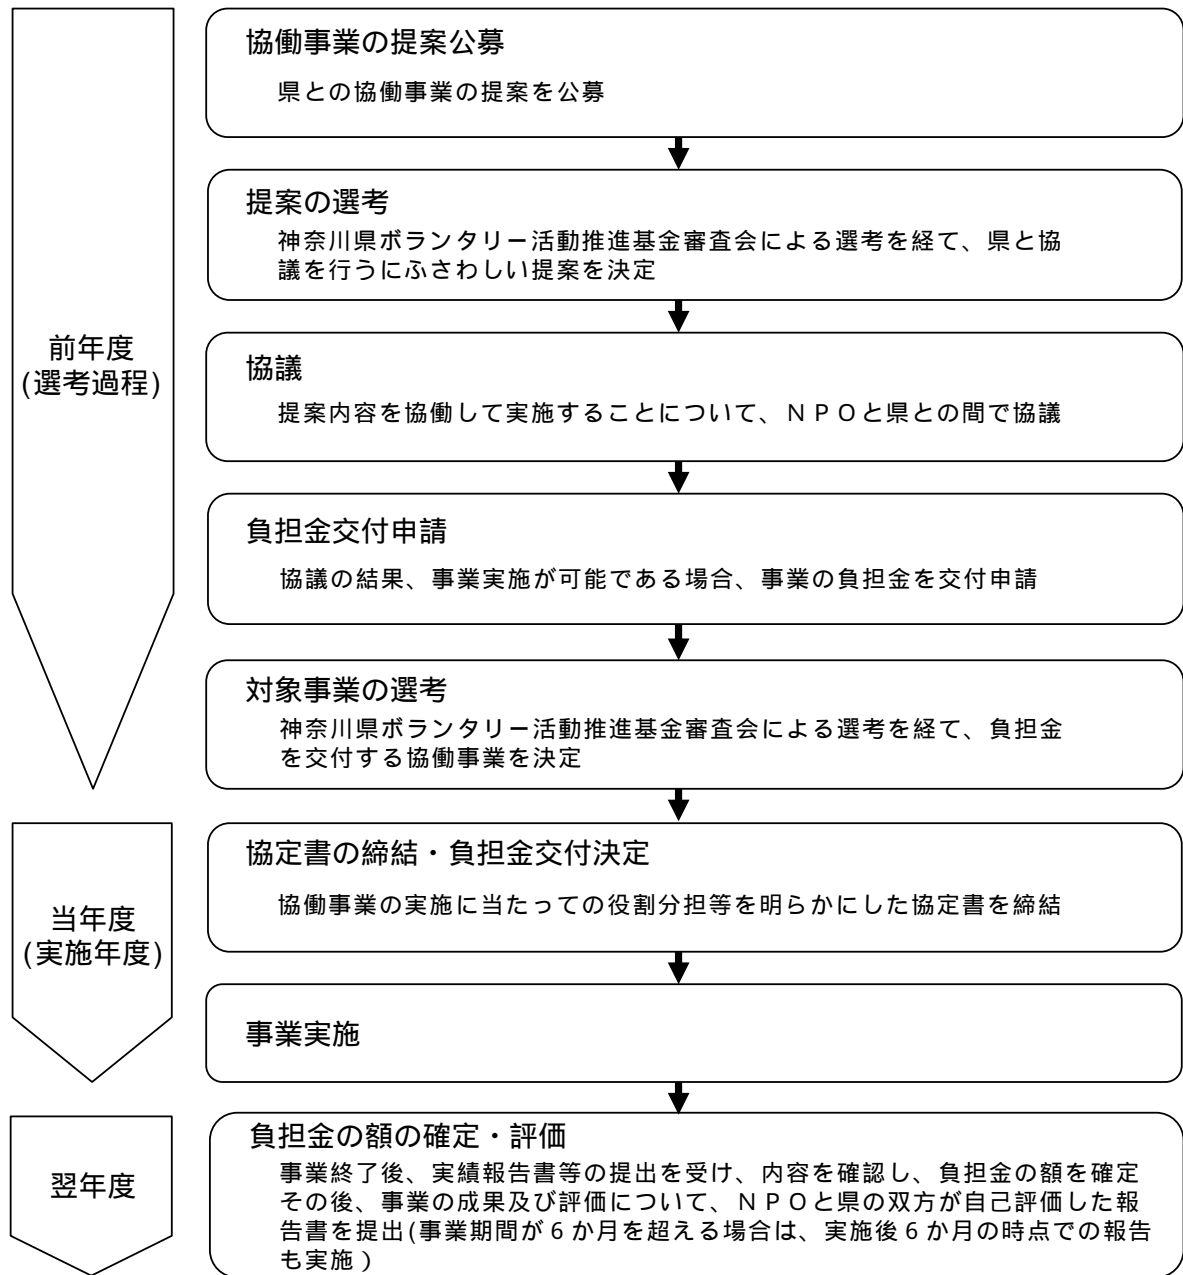 協働事業の提案公募
県との協働事業の提案を公募
提案の選考
神奈川県ボランタリー活動推進基金審査会による選考を経て、県と協
議を行うにふさわしい提案を決定
前年度
(選考過程)
協議
提案内容を協働して実施することについて、ＮＰＯと県との間で協議
負担金交付申請
協議の結果、事業実施が可能である場合、事業の負担金を交付申請
対象事業の選考
神奈川県ボランタリー活動推進基金審査会による選考を経て、負担金
を交付する協働事業を決定
当年度
(実施年度)
協定書の締結・負担金交付決定
協働事業の実施に当たっての役割分担等を明らかにした協定書を締結
事業実施
翌年度
負担金の額の確定・評価
事業終了後、実績報告書等の提出を受け、内容を確認し、負担金の額を確定
その後、事業の成果及び評価について、ＮＰＯと県の双方が自己評価した報
告書を提出(事業期間が６か月を超える場合は、実施後６か月の時点での報告
も実施)